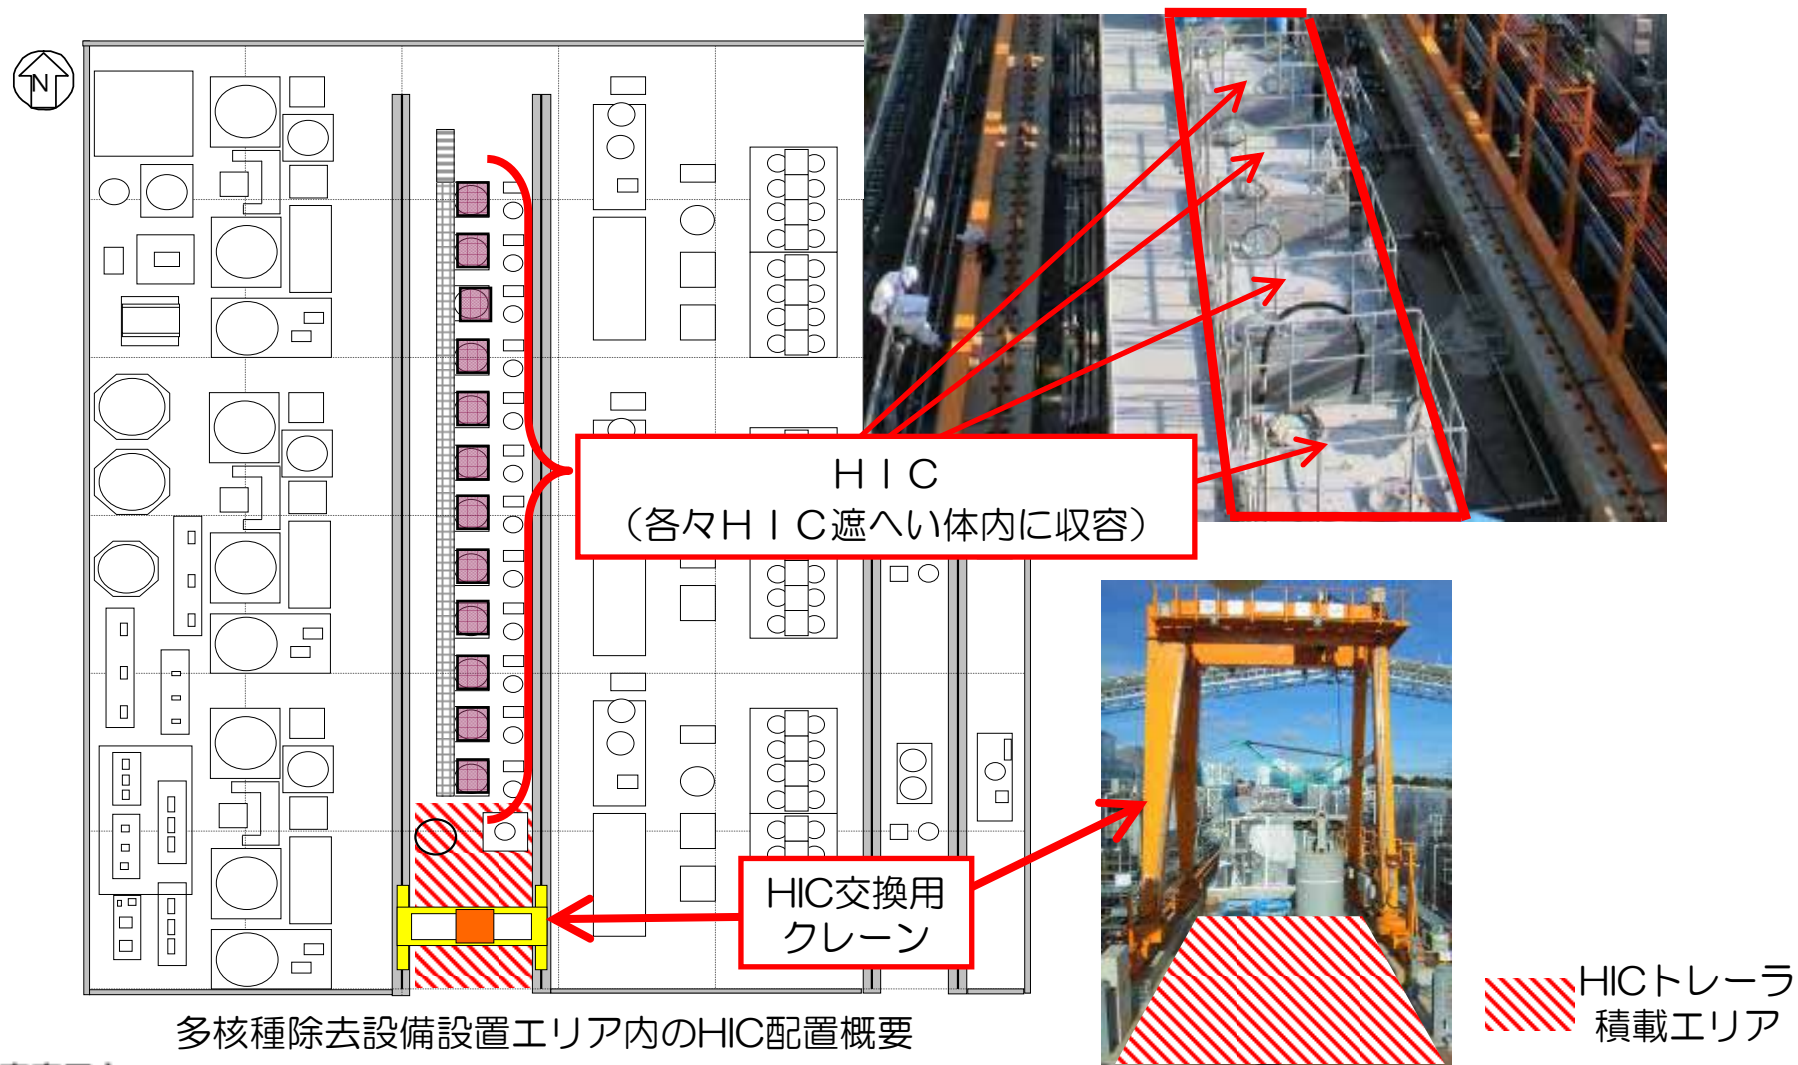 N
HIC
（各々HIC遮へい体内に収容）
HIC交換用
クレーン
HICトレーラ
積載エリア
多核種除去設備設置エリア内のHIC配置概要